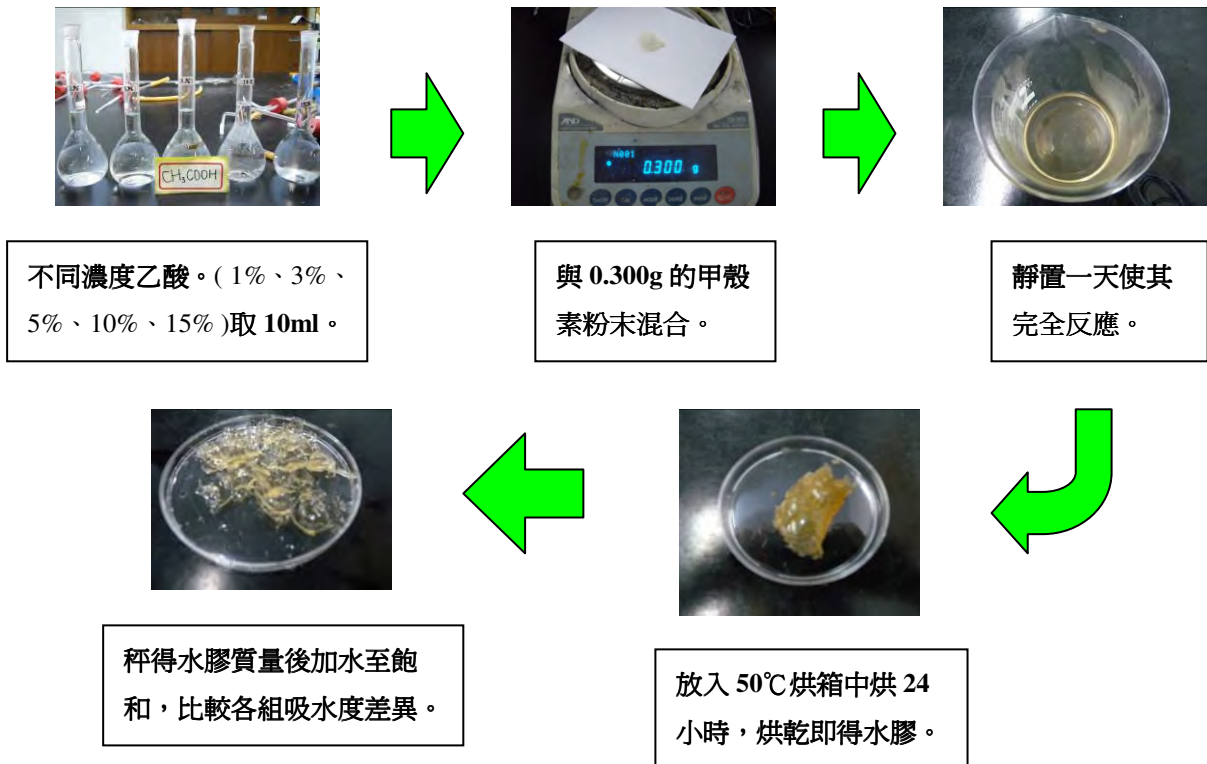 CH₃COOH
N001
0.300 g
不同濃度乙酸。( 1%、3%、
5%、10%、15% )取 10ml。
與 0.300g 的甲殼
素粉末混合。
靜置一天使其
完全反應。
放入 50℃烘箱中烘 24
小時，烘乾即得水膠。
秤得水膠質量後加水至飽
和，比較各組吸水度差異。